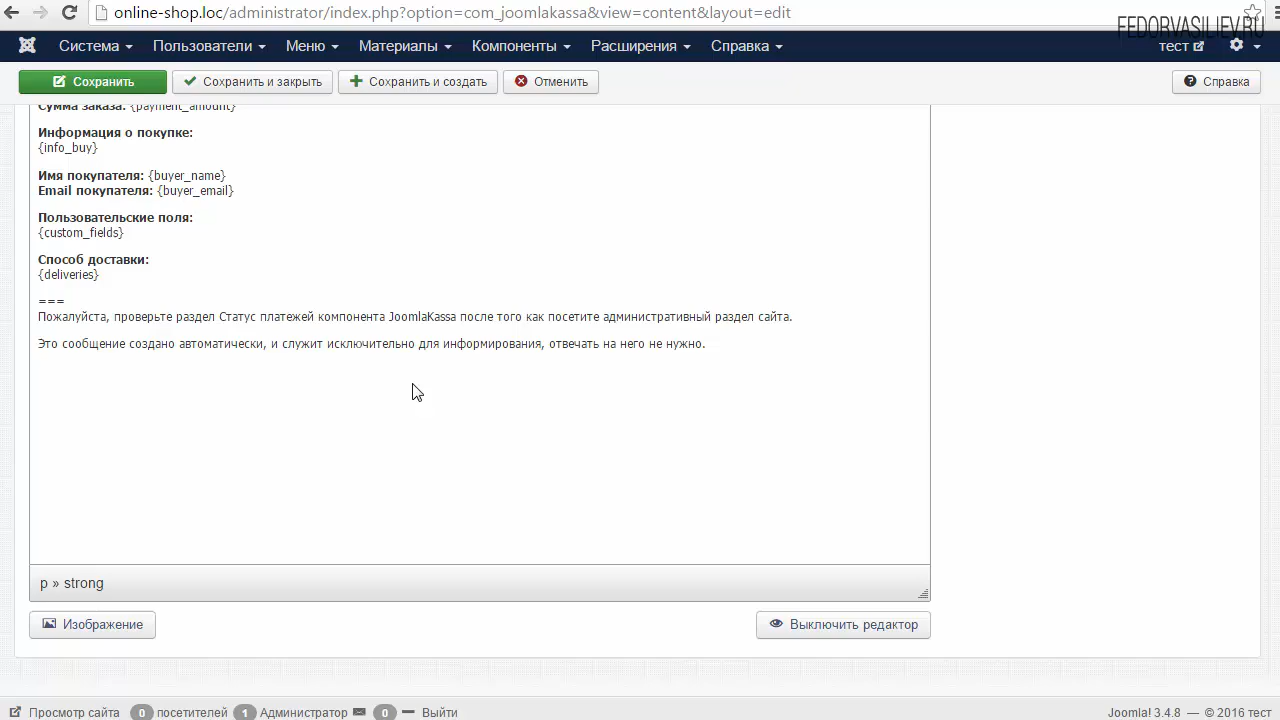 online-shop.loc/administrator/index.php?option=com_joomlakassa&view=content&layout=edit
FEDORVASILIEV.RU
Система Пользователи Меню Материалы Компоненты Расширения Справка тест
Сохранить Сохранить и закрыть Сохранить и создать Отменить Справка
Сумма заказа: {payment_amount}
Информация о покупке:
{info_buy}
Имя покупателя: {buyer_name}
Email покупателя: {buyer_email}
Пользовательские поля:
{custom_fields}
Способ доставки:
{deliveries}
===
Пожалуйста, проверьте раздел Статус платежей компонента JoomlaKassa после того как посетите административный раздел сайта.
Это сообщение создано автоматически, и служит исключительно для информирования, отвечать на него не нужно.
p » strong
Изображение Выключить редактор
Просмотр сайта 0 посетителей 1 Администратор 0 Выйти Joomla! 3.4.8 — © 2016 тест